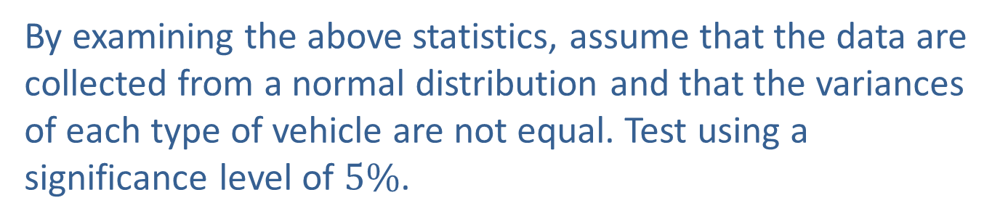 By examining the above statistics, assume that the data are
collected from a normal distribution and that the variances
of each type of vehicle are not equal. Test using a
significance level of 5%.